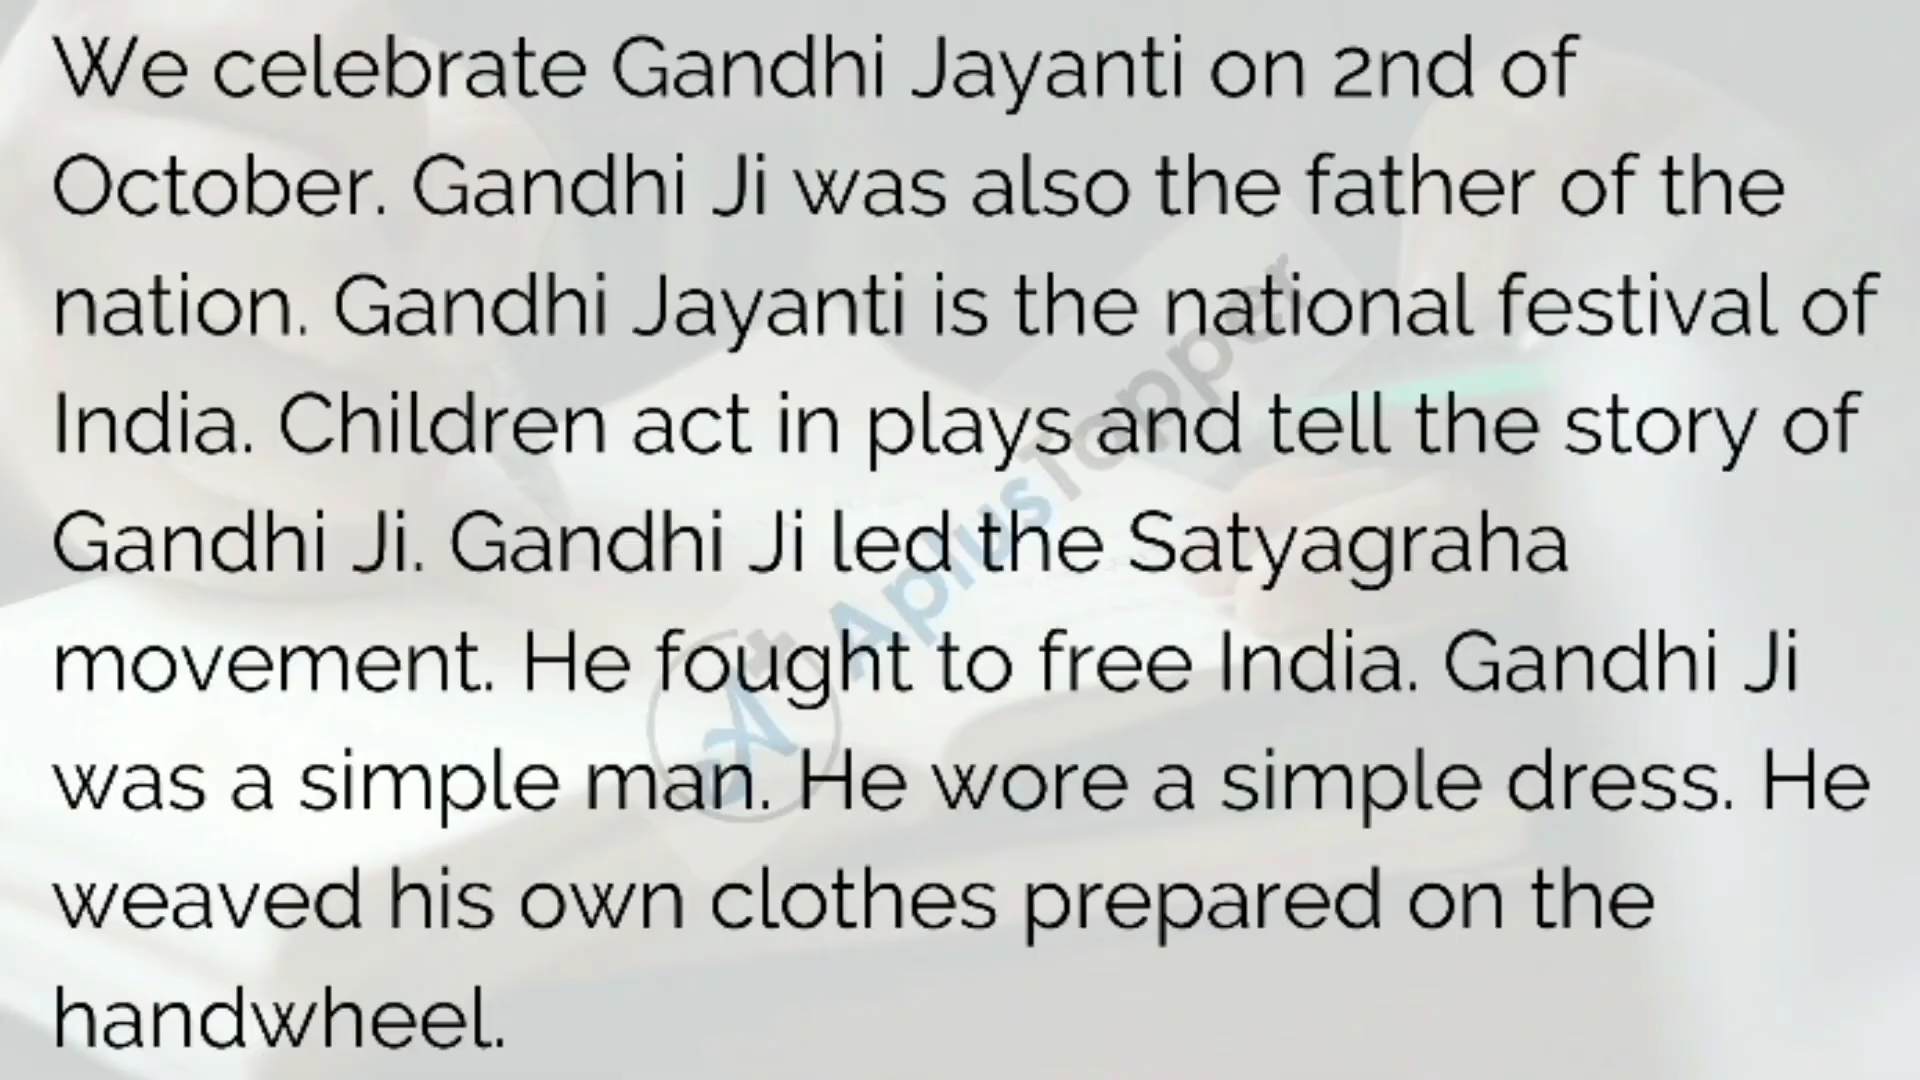 We celebrate Gandhi Jayanti on 2nd of
October. Gandhi Ji was also the father of the
nation. Gandhi Jayanti is the national festival of
India. Children act in plays and tell the story of
Gandhi Ji. Gandhi Ji led the Satyagraha
movement. He fought to free India. Gandhi Ji
was a simple man. He wore a simple dress. He
weaved his own clothes prepared on the
handwheel.
A+ AplusTopper